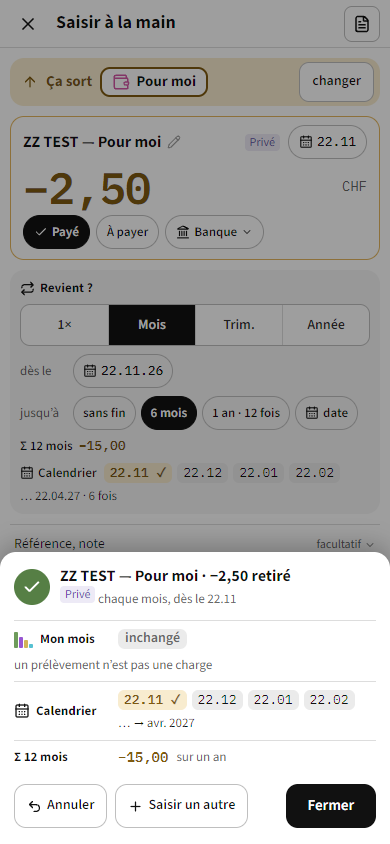 Saisir à la main
Ça sort Pour moi changer
ZZ TEST — Pour moi Privé 22.11
−2,50 CHF
Payé À payer Banque
Revient ?
1× Mois Trim. Année
dès le 22.11.26
jusqu’à sans fin 6 mois 1 an · 12 fois date
Σ 12 mois −15,00
Calendrier 22.11 ✓ 22.12 22.01 22.02
… 22.04.27 · 6 fois
Référence, note facultatif
ZZ TEST — Pour moi · −2,50 retiré
Privé chaque mois, dès le 22.11
Mon mois inchangé
un prélèvement n’est pas une charge
Calendrier 22.11 ✓ 22.12 22.01 22.02
… → avr. 2027
Σ 12 mois −15,00 sur un an
Annuler Saisir un autre Fermer